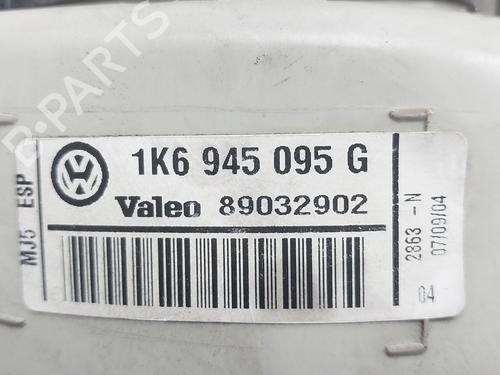 1K6 945 095 G
Valeo 89032902
MJ5 ESP
2863 -N
07/09/04
04
B-PARTS